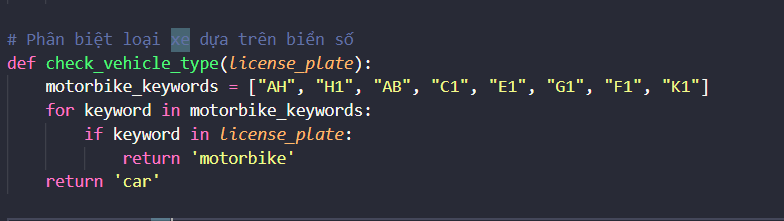 # Phân biệt loại xe dựa trên biển số
def check_vehicle_type(license_plate):
    motorbike_keywords = ["AH", "H1", "AB", "C1", "E1", "G1", "F1", "K1"]
    for keyword in motorbike_keywords:
        if keyword in license_plate:
            return 'motorbike'
    return 'car'